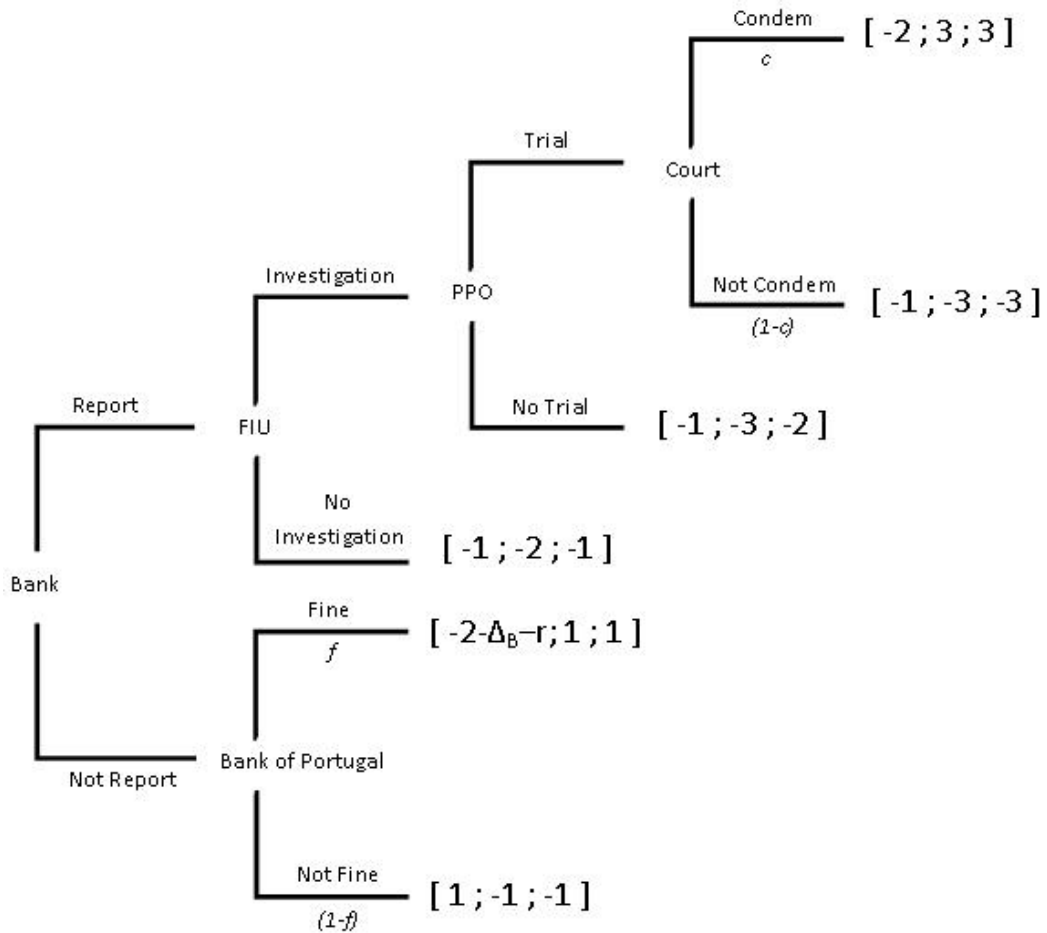 Condem
c
[ -2 ; 3 ; 3 ]
Trial
Court
Investigation
PPO
Not Condem
(1-c)
[ -1 ; -3 ; -3 ]
Report
FIU
No Trial
[ -1 ; -3 ; -2 ]
No
Investigation
[ -1 ; -2 ; -1 ]
Bank
Fine
f
[ -2-Δ_B–r; 1 ; 1 ]
Not Report
Bank of Portugal
Not Fine
(1-f)
[ 1 ; -1 ; -1 ]